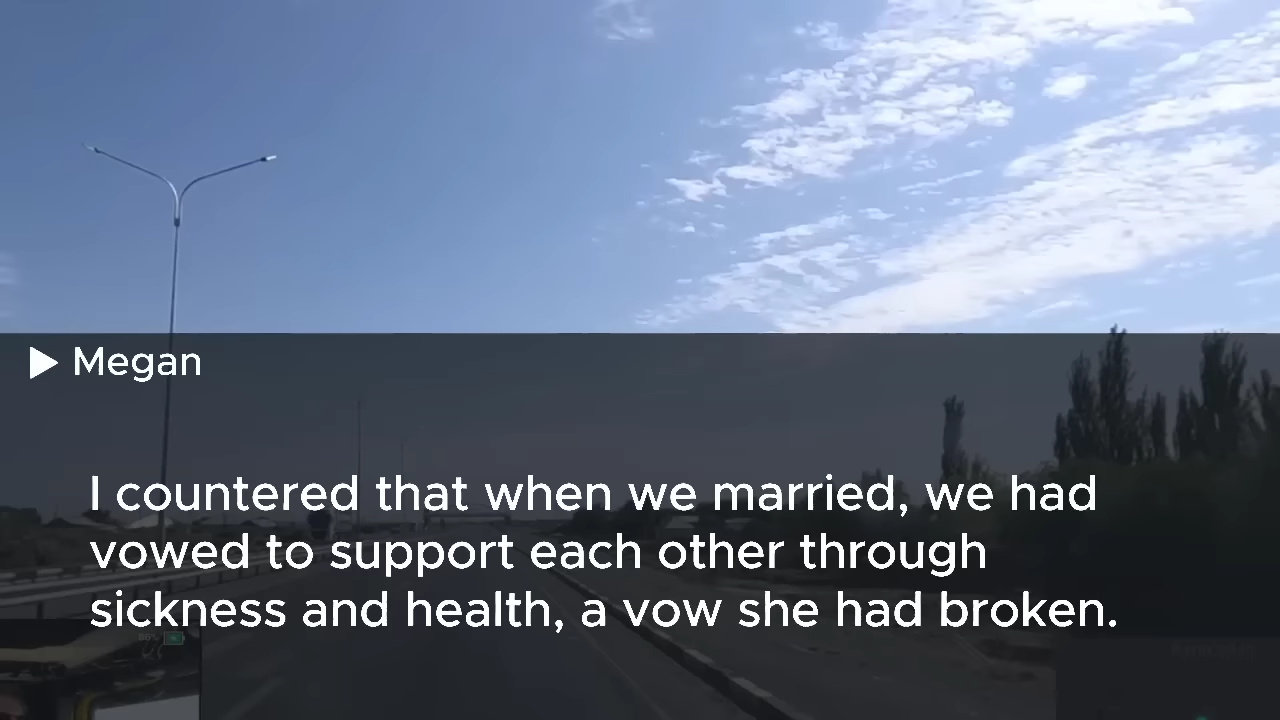 Megan
I countered that when we married, we had
vowed to support each other through
sickness and health, a vow she had broken.